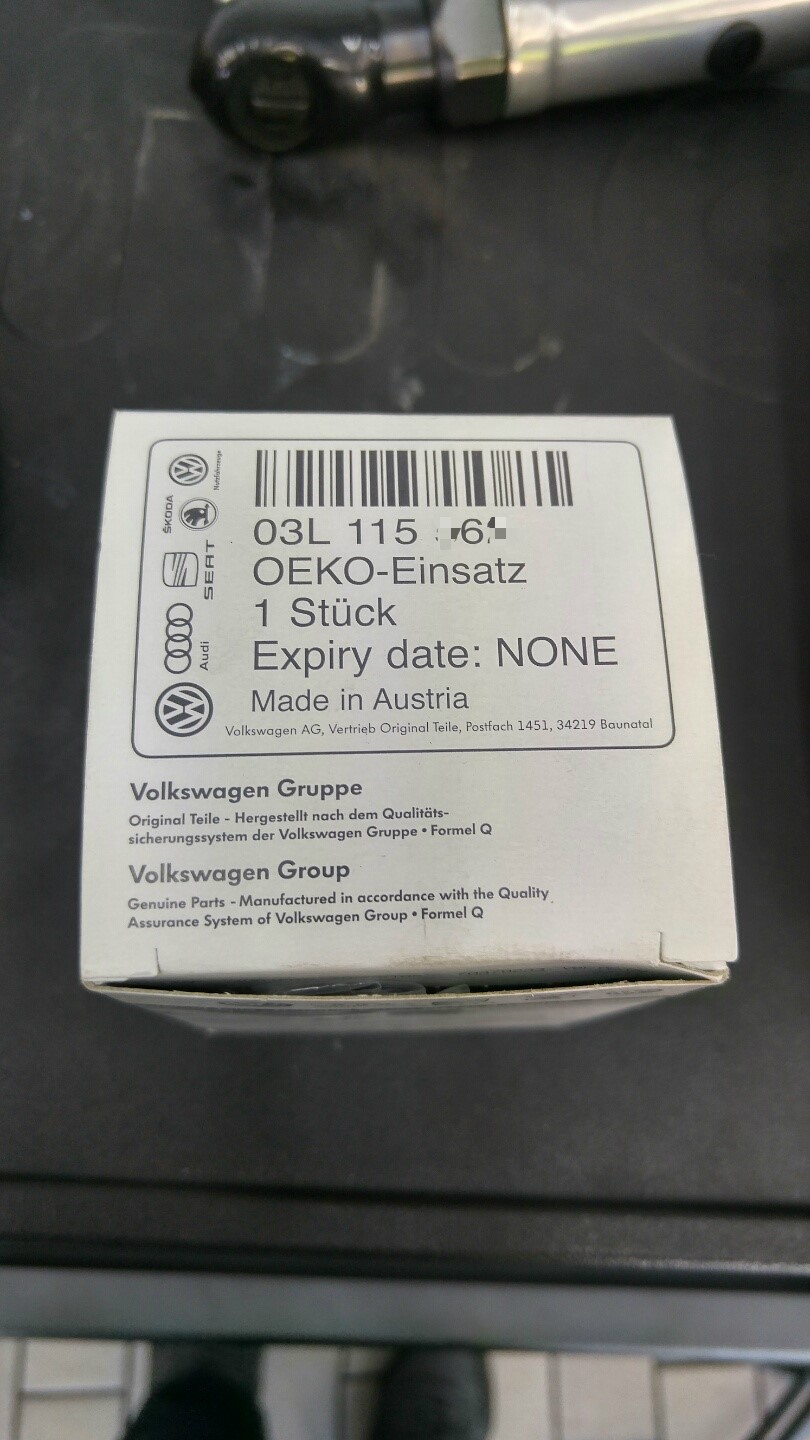 Nutzfahrzeuge
ŠKODA
SEAT
Audi
03L 115
OEKO-Einsatz
1 Stück
Expiry date: NONE
Made in Austria
Volkswagen AG, Vertrieb Original Teile, Postfach 1451, 34219 Baunatal
Volkswagen Gruppe
Original Teile - Hergestellt nach dem Qualitäts-
sicherungssystem der Volkswagen Gruppe • Formel Q
Volkswagen Group
Genuine Parts - Manufactured in accordance with the Quality
Assurance System of Volkswagen Group • Formel Q